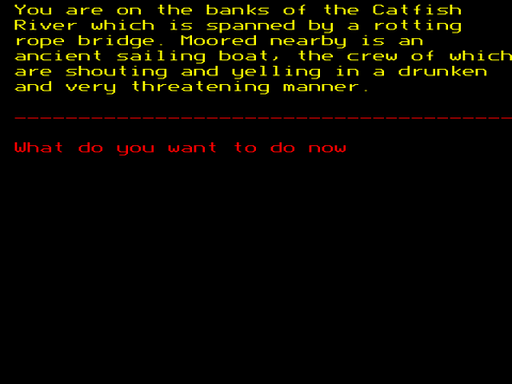 You are on the banks of the Catfish
River which is spanned by a rotting
rope bridge. Moored nearby is an
ancient sailing boat, the crew of which
are shouting and yelling in a drunken
and very threatening manner.
_______________________________________
What do you want to do now